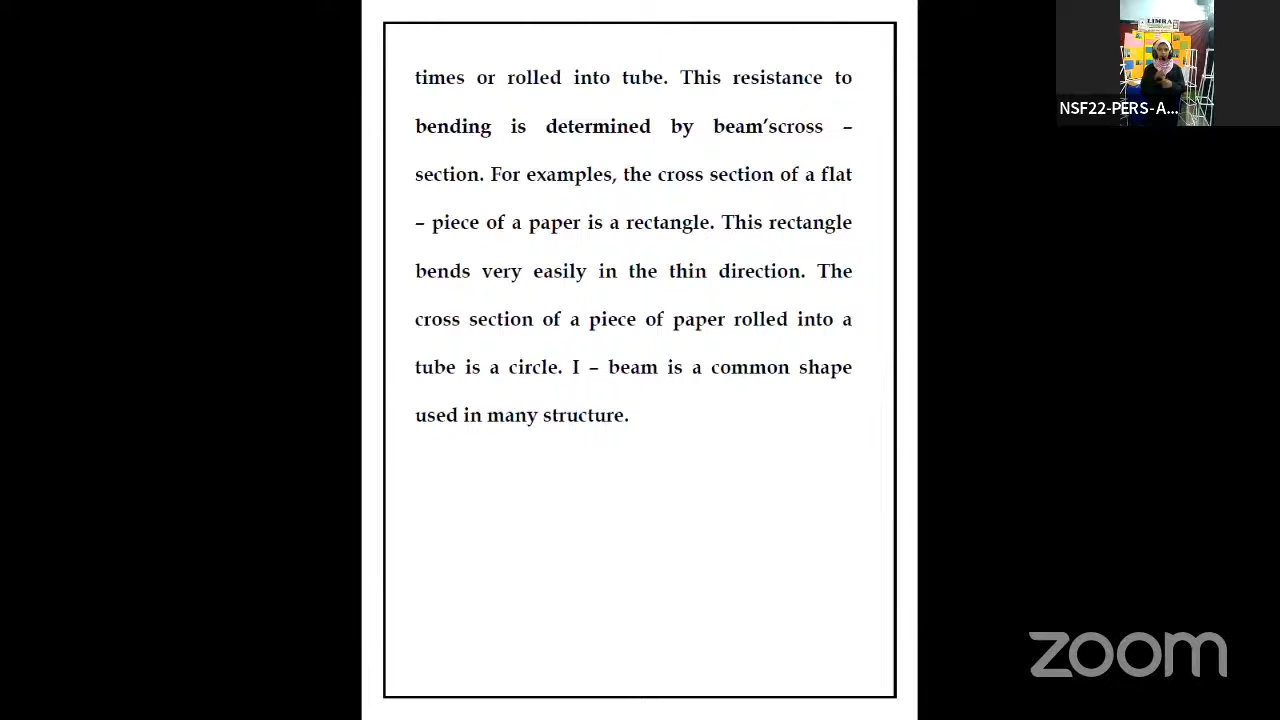 times or rolled into tube. This resistance to
bending is determined by beam'scross –
section. For examples, the cross section of a flat
– piece of a paper is a rectangle. This rectangle
bends very easily in the thin direction. The
cross section of a piece of paper rolled into a
tube is a circle. I – beam is a common shape
used in many structure.
LIMRA
NSF22-PERS-A...
zoom